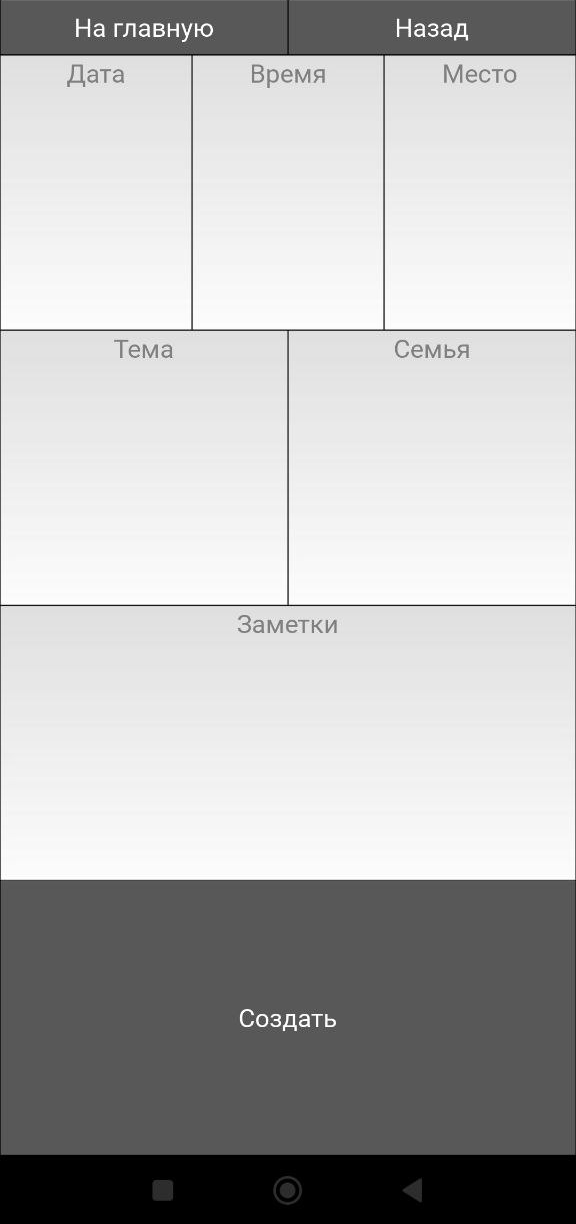 На главную
Назад
Дата
Время
Место
Тема
Семья
Заметки
Создать